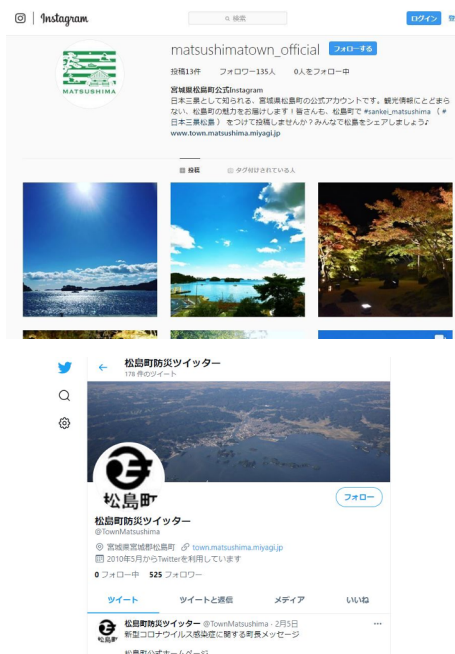 Instagram
検索
ログイン
MATSUSHIMA
matsushimatown_official フォローする
投稿13件 フォロワー135人 0人をフォロー中
宮城県松島町公式Instagram
日本三景として知られる、宮城県松島町の公式アカウントです。観光情報にとどまら
ない、松島町の魅力をお届けします！皆さんも、松島町で #sankei_matsushima （#
日本三景松島） をつけて投稿しませんか？みんなで松島をシェアしましょう♪
www.town.matsushima.miyagi.jp
投稿 タグ付けされている人
松島町防災ツイッター
178 件のツイート
松島町
フォロー
松島町防災ツイッター
@TownMatsushima
宮城県宮城郡松島町 town.matsushima.miyagi.jp
2010年5月からTwitterを利用しています
0 フォロー中 525 フォロワー
ツイート ツイートと返信 メディア いいね
松島町防災ツイッター @TownMatsushima · 2月5日
新型コロナウイルス感染症に関する町長メッセージ
松島町公式ホームページ